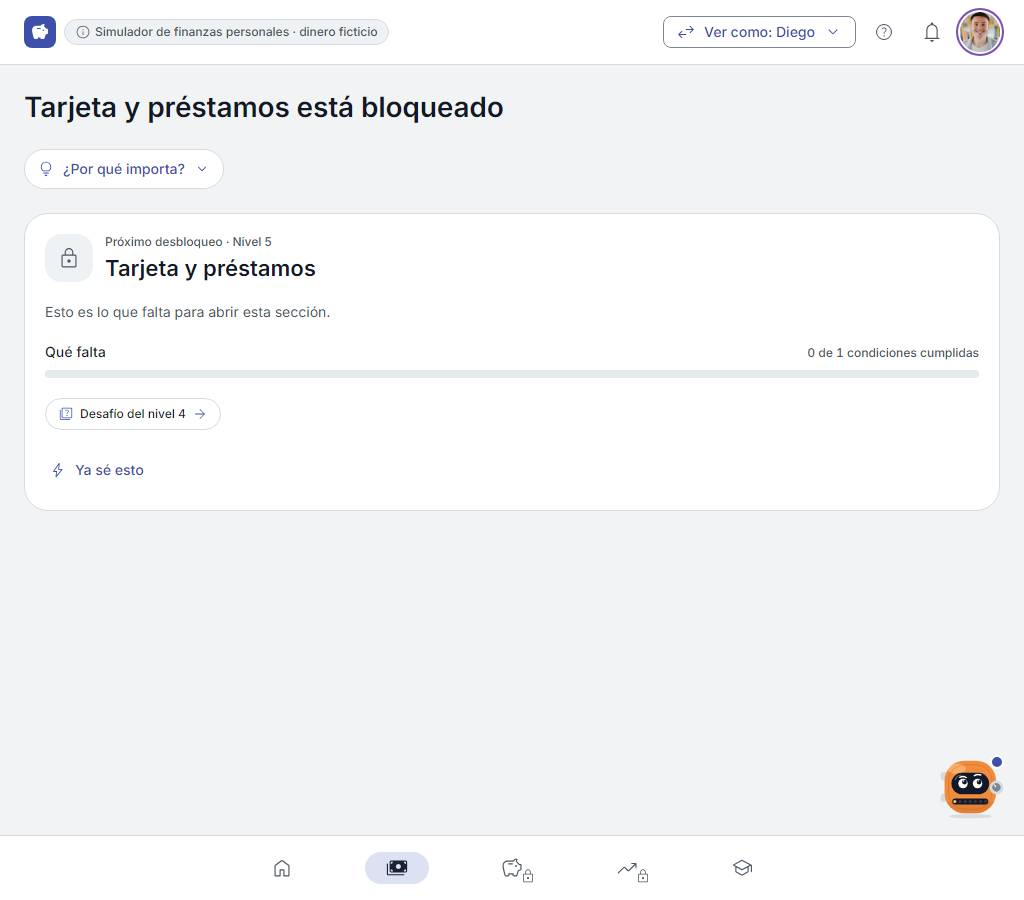 Simulador de finanzas personales · dinero ficticio
Ver como: Diego
Tarjeta y préstamos está bloqueado
¿Por qué importa?
Próximo desbloqueo · Nivel 5
Tarjeta y préstamos
Esto es lo que falta para abrir esta sección.
Qué falta
0 de 1 condiciones cumplidas
Desafío del nivel 4
Ya sé esto